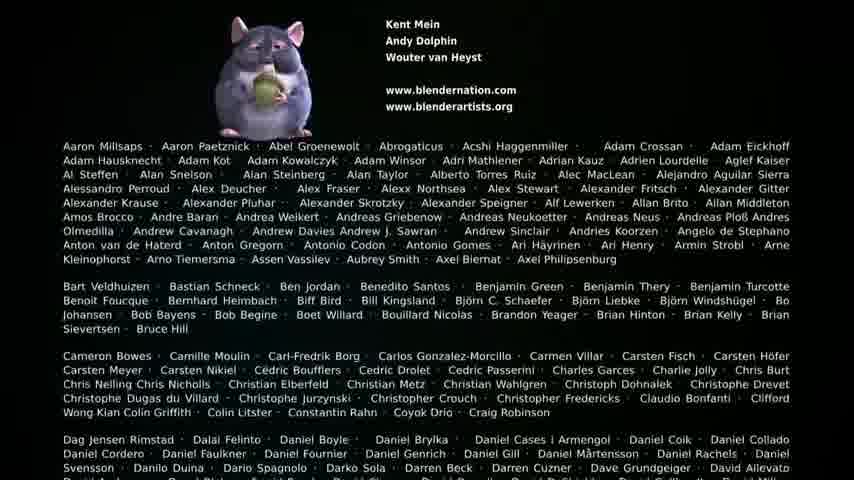 Kent Mein
Andy Dolphin
Wouter van Heyst
www.blendernation.com
www.blenderartists.org
Aaron Millsaps · Aaron Paetznick · Abel Groenewolt · Abrogaticus · Acshi Haggenmiller · Adam Crossan · Adam Eickhoff
Adam Hausknecht · Adam Kot · Adam Kowalczyk · Adam Winsor · Adri Mathlener · Adrian Kauz · Adrien Lourdelle · Aglef Kaiser
Al Steffen · Alan Snelson · Alan Steinberg · Alan Taylor · Alberto Torres Ruiz · Alec MacLean · Alejandro Aguilar Sierra
Alessandro Perroud · Alex Deucher · Alex Fraser · Alexx Northsea · Alex Stewart · Alexander Fritsch · Alexander Gitter
Alexander Krause · Alexander Pluhar · Alexander Skrotzky · Alexander Speigner · Alf Lewerken · Allan Brito · Allan Middleton
Amos Brocco · Andre Baran · Andrea Weikert · Andreas Griebenow · Andreas Neukoetter · Andreas Neus · Andreas Ploß Andres
Olmedilla · Andrew Cavanagh · Andrew Davies Andrew J. Sawran · Andrew Sinclair · Andries Koorzen · Angelo de Stephano
Anton van de Haterd · Anton Gregorn · Antonio Codon · Antonio Gomes · Ari Häyrinen · Ari Henry · Armin Strobl · Arne
Kleinophorst · Arno Tiemersma · Assen Vassilev · Aubrey Smith · Axel Biernat · Axel Philipsenburg
Bart Veldhuizen · Bastian Schneck · Ben Jordan · Benedito Santos · Benjamin Green · Benjamin Thery · Benjamin Turcotte
Benoit Foucque · Bernhard Heimbach · Biff Bird · Bill Kingsland · Björn C. Schaefer · Björn Liebke · Björn Windshügel · Bo
Johansen · Bob Bayens · Bob Begine · Boet Willard · Bouillard Nicolas · Brandon Yeager · Brian Hinton · Brian Kelly · Brian
Sievertsen · Bruce Hill
Cameron Bowes · Camille Moulin · Carl-Fredrik Borg · Carlos Gonzalez-Morcillo · Carmen Villar · Carsten Fisch · Carsten Höfer
Carsten Meyer · Carsten Nikiel · Cedric Boufflers · Cedric Drolet · Cedric Passerini · Charles Garces · Charlie Jolly · Chris Burt
Chris Nelling Chris Nicholls · Christian Elberfeld · Christian Metz · Christian Wahlgren · Christoph Dohnalek · Christophe Drevet
Christophe Dugas du Villard · Christophe Jurzynski · Christopher Crouch · Christopher Fredericks · Claudio Bonfanti · Clifford
Wong Kian Colin Griffith · Colin Litster · Constantin Rahn · Coyok Drio · Craig Robinson
Dag Jensen Rimstad · Dalai Felinto · Daniel Boyle · Daniel Brylka · Daniel Cases i Armengol · Daniel Coik · Daniel Collado
Daniel Cordero · Daniel Faulkner · Daniel Fournier · Daniel Genrich · Daniel Gill · Daniel Mårtensson · Daniel Rachels · Daniel
Svensson · Danilo Duina · Dario Spagnolo · Darko Sola · Darren Beck · Darren Cuzner · Dave Grundgeiger · David Allevato